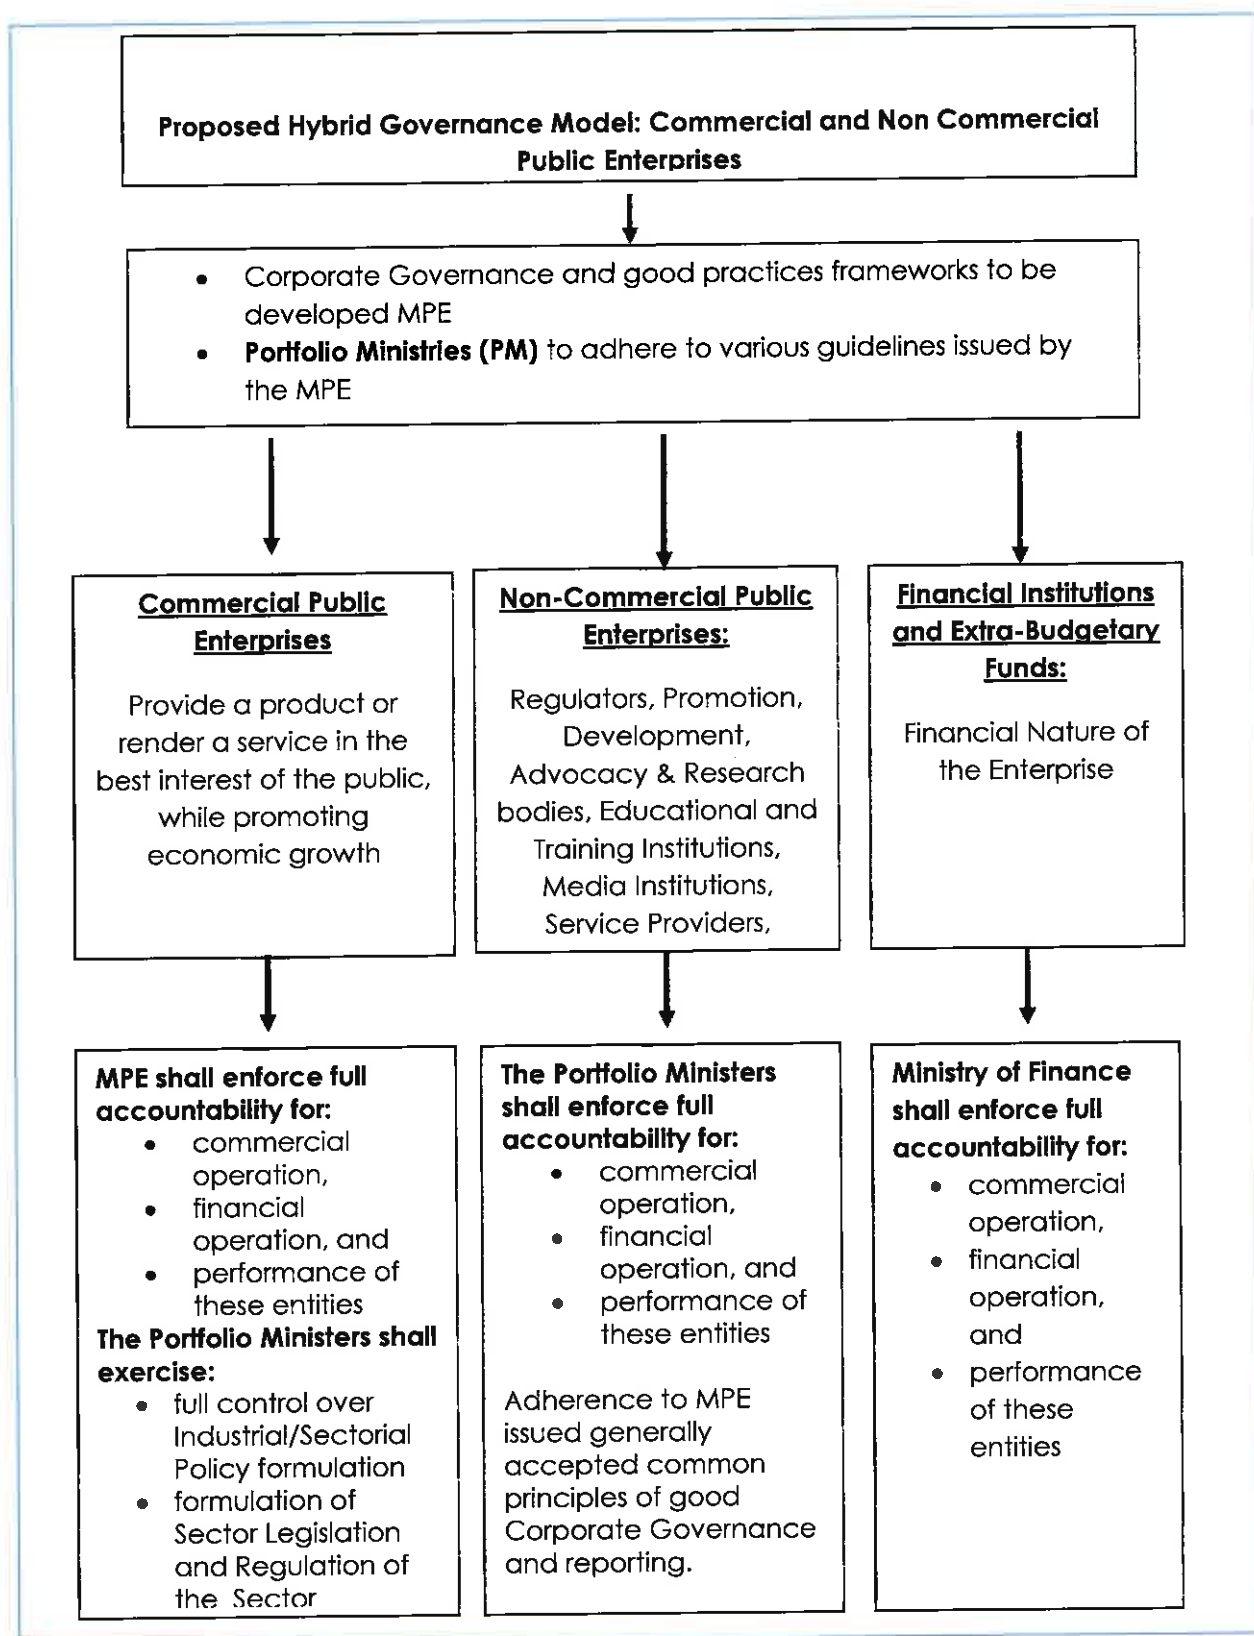 Proposed Hybrid Governance Model: Commercial and Non Commercial
Public Enterprises
• Corporate Governance and good practices frameworks to be
developed MPE
• Portfolio Ministries (PM) to adhere to various guidelines issued by
the MPE
Commercial Public
Enterprises
Provide a product or
render a service in the
best interest of the public,
while promoting
economic growth
Non-Commercial Public
Enterprises:
Regulators, Promotion,
Development,
Advocacy & Research
bodies, Educational and
Training Institutions,
Media Institutions,
Service Providers,
Financial Institutions
and Extra-Budgetary
Funds:
Financial Nature of
the Enterprise
MPE shall enforce full
accountability for:
• commercial
operation,
• financial
operation, and
• performance of
these entities
The Portfolio Ministers shall
exercise:
• full control over
Industrial/Sectorial
Policy formulation
• formulation of
Sector Legislation
and Regulation of
the Sector
The Portfolio Ministers
shall enforce full
accountability for:
• commercial
operation,
• financial
operation, and
• performance of
these entities
Adherence to MPE
issued generally
accepted common
principles of good
Corporate Governance
and reporting.
Ministry of Finance
shall enforce full
accountability for:
• commercial
operation,
• financial
operation,
and
• performance
of these
entities